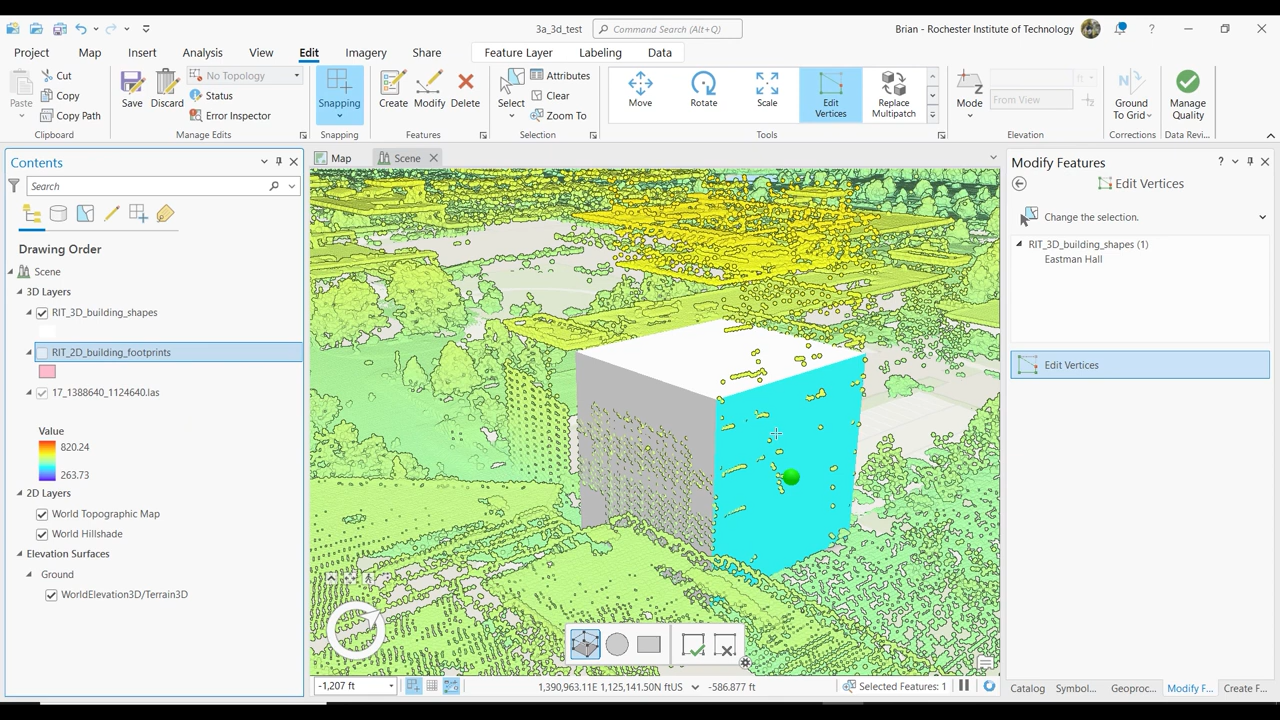 3a_3d_test
Command Search (Alt+Q)
Brian - Rochester Institute of Technology
?
Project
Map
Insert
Analysis
View
Edit
Imagery
Share
Feature Layer
Labeling
Data
Paste
Cut
Copy
Copy Path
Clipboard
Save
Discard
No Topology
Status
Error Inspector
Manage Edits
Snapping
Snapping
Create
Modify
Delete
Features
Select
Attributes
Clear
Zoom To
Selection
Move
Rotate
Scale
Edit
Vertices
Replace
Multipatch
Tools
Mode
ft
From View
Elevation
Ground
To Grid
Corrections
Manage
Quality
Data Revi...
Contents
Search
Drawing Order
Scene
3D Layers
RIT_3D_building_shapes
RIT_2D_building_footprints
17_1388640_1124640.las
Value
820.24
263.73
2D Layers
World Topographic Map
World Hillshade
Elevation Surfaces
Ground
WorldElevation3D/Terrain3D
Map
Scene
-1,207 ft
1,390,963.11E 1,125,141.50N ftUS
-586.877 ft
Selected Features: 1
Modify Features
?
Edit Vertices
Change the selection.
RIT_3D_building_shapes (1)
Eastman Hall
Edit Vertices
Catalog
Symbol...
Geoproc...
Modify F...
Create F...